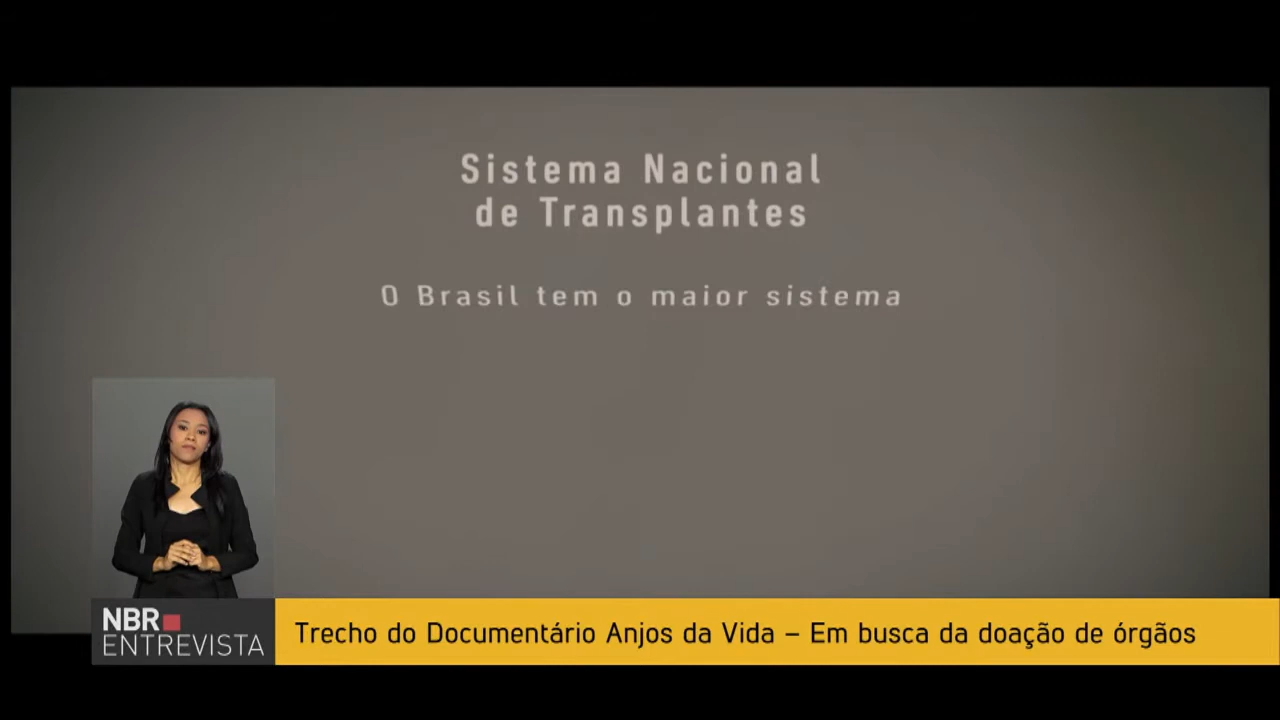 Sistema Nacional
de Transplantes
O Brasil tem o maior sistema
NBR
ENTREVISTA
Trecho do Documentário Anjos da Vida – Em busca da doação de órgãos